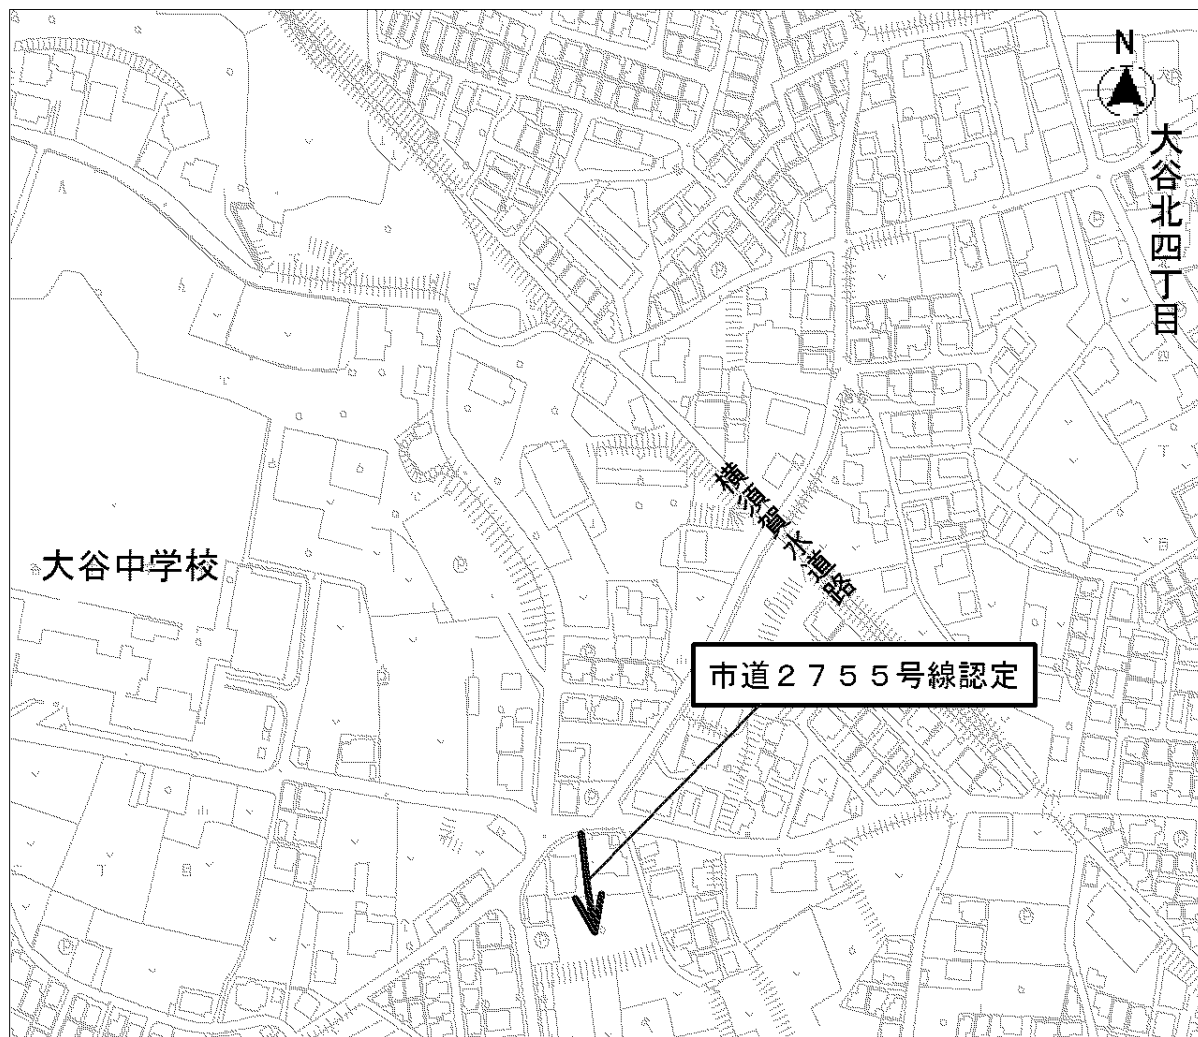 N
大谷北四丁目
横須賀水道路
大谷中学校
市道２７５５号線認定